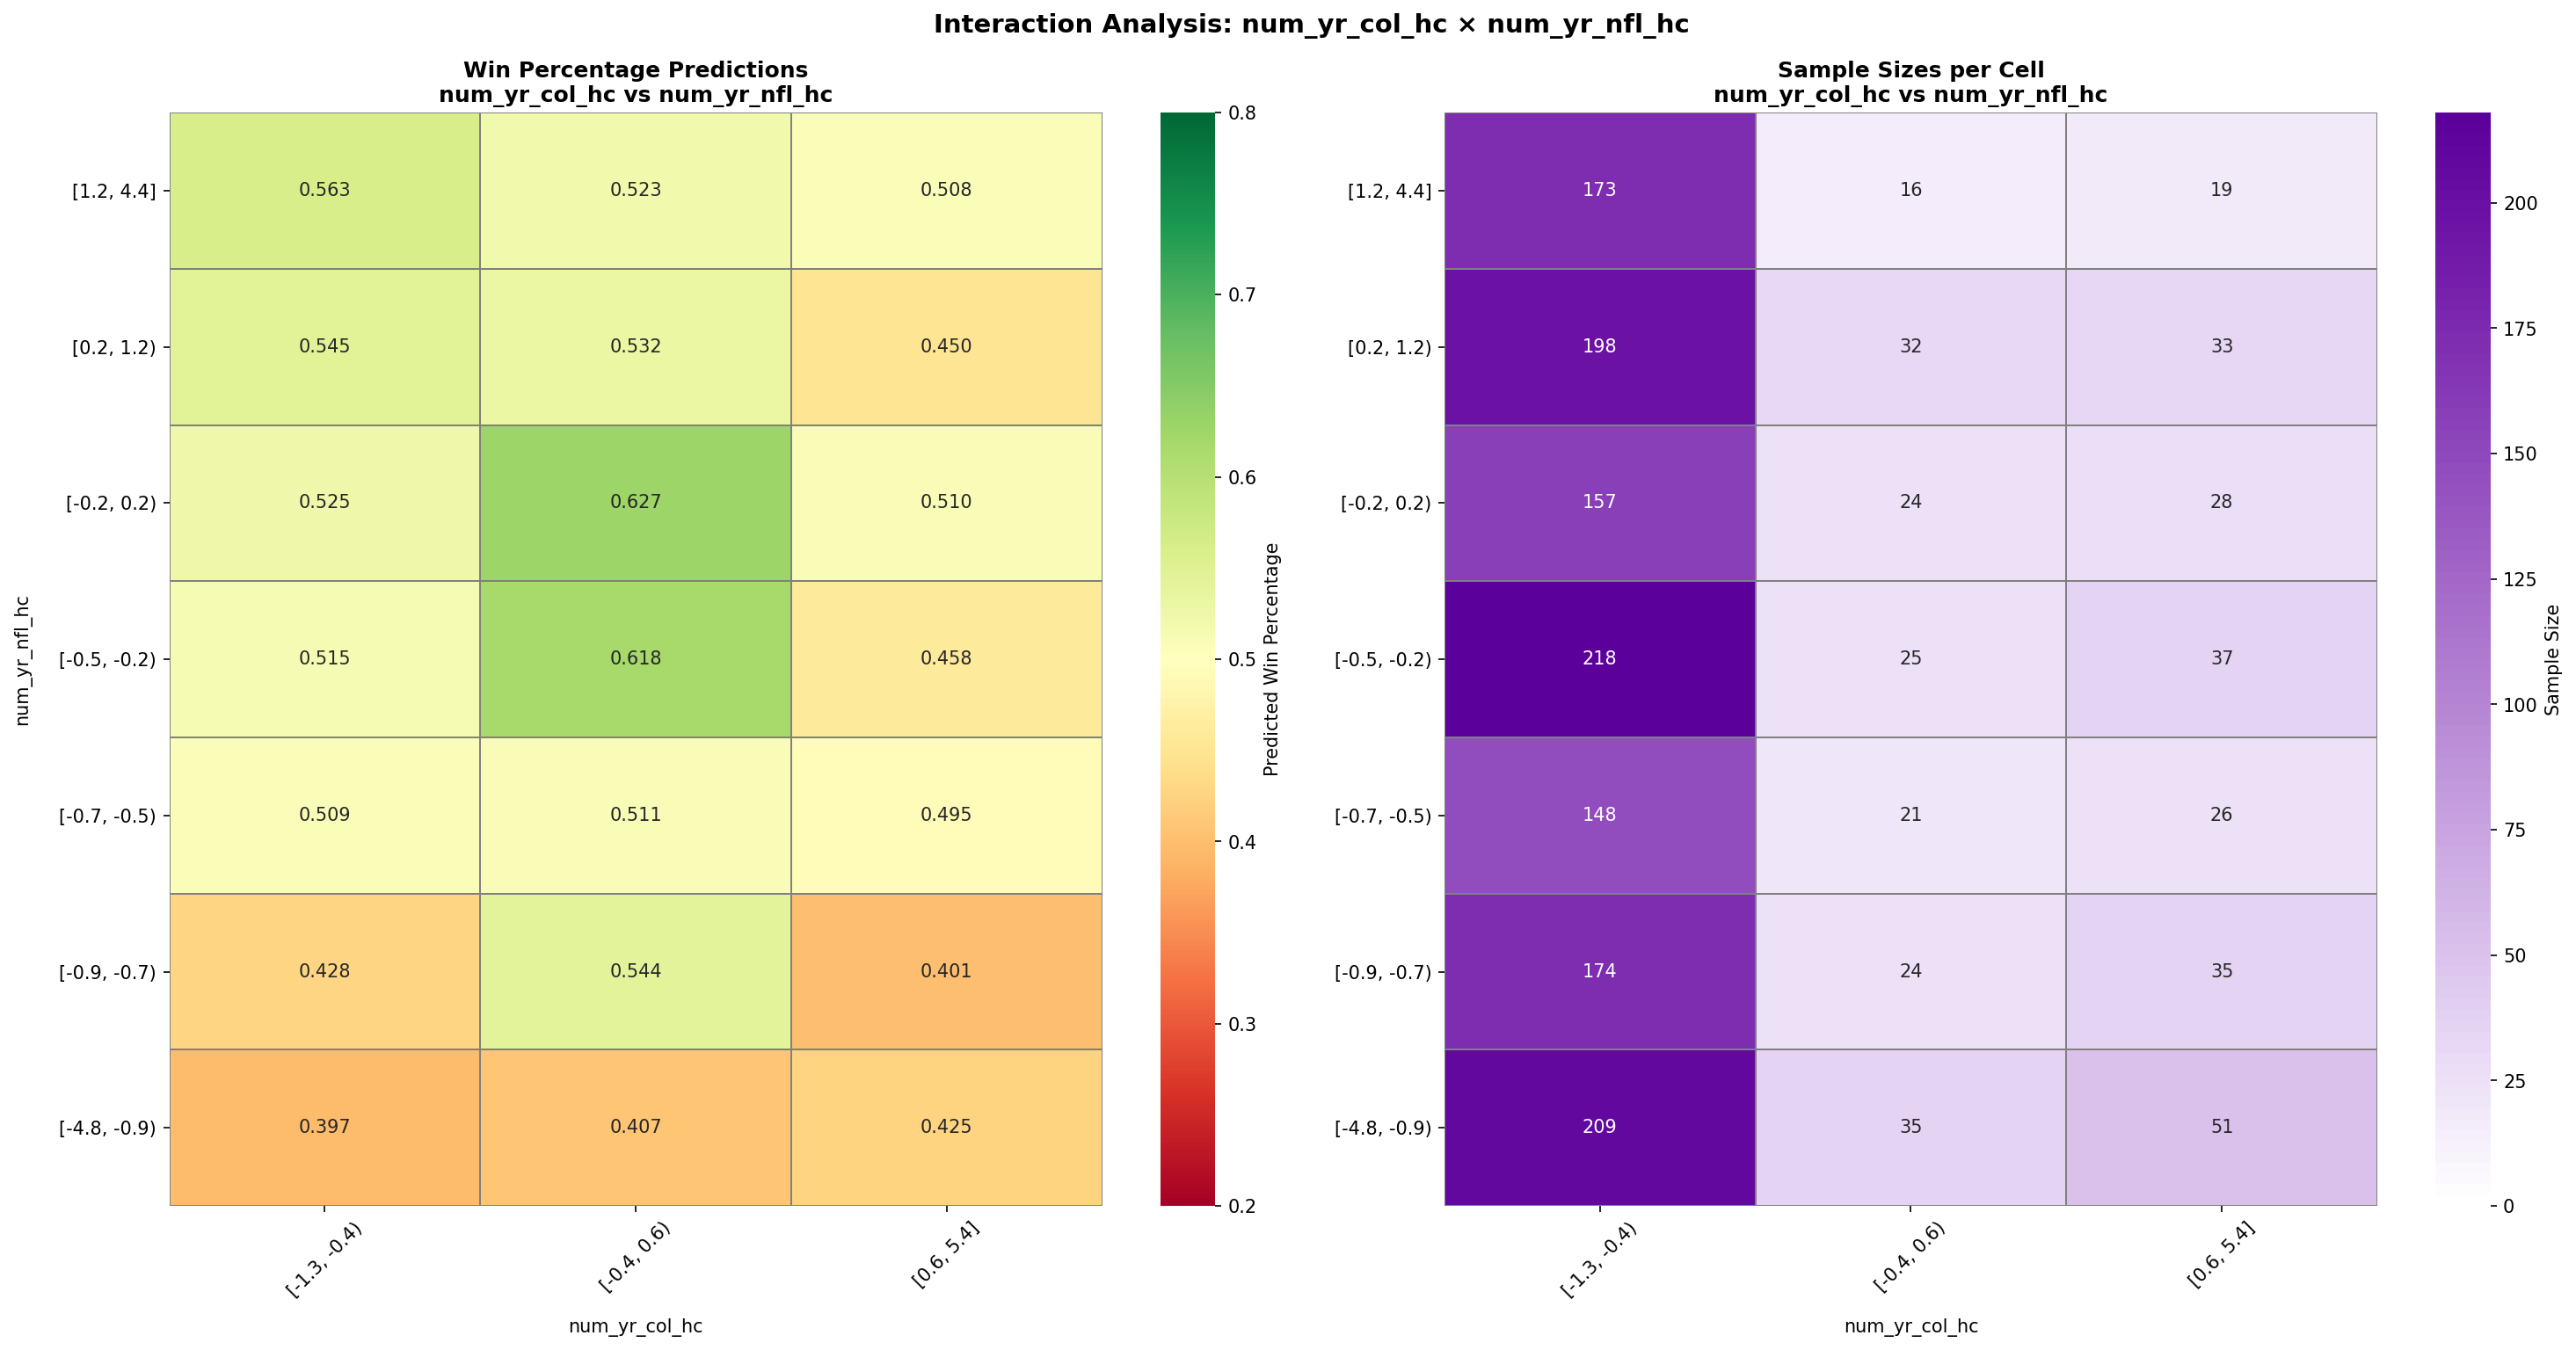 Interaction Analysis: num_yr_col_hc × num_yr_nfl_hc
Win Percentage Predictions
num_yr_col_hc vs num_yr_nfl_hc
num_yr_nfl_hc
[1.2, 4.4] 0.563 0.523 0.508
[0.2, 1.2) 0.545 0.532 0.450
[-0.2, 0.2) 0.525 0.627 0.510
[-0.5, -0.2) 0.515 0.618 0.458
[-0.7, -0.5) 0.509 0.511 0.495
[-0.9, -0.7) 0.428 0.544 0.401
[-4.8, -0.9) 0.397 0.407 0.425
[-1.3, -0.4) [-0.4, 0.6) [0.6, 5.4]
num_yr_col_hc
0.8
0.7
0.6
0.5
0.4
0.3
0.2
Predicted Win Percentage
Sample Sizes per Cell
num_yr_col_hc vs num_yr_nfl_hc
[1.2, 4.4] 173 16 19
[0.2, 1.2) 198 32 33
[-0.2, 0.2) 157 24 28
[-0.5, -0.2) 218 25 37
[-0.7, -0.5) 148 21 26
[-0.9, -0.7) 174 24 35
[-4.8, -0.9) 209 35 51
[-1.3, -0.4) [-0.4, 0.6) [0.6, 5.4]
num_yr_col_hc
200
175
150
125
100
75
50
25
0
Sample Size